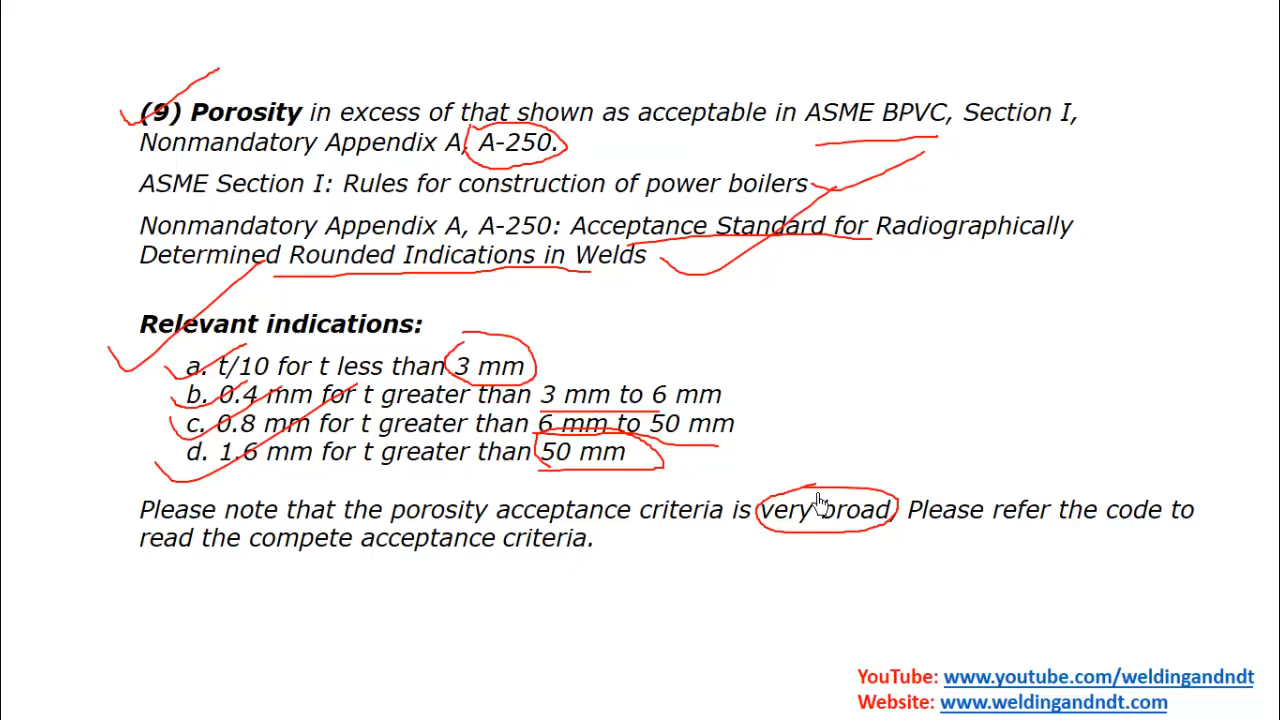 (9) Porosity in excess of that shown as acceptable in ASME BPVC, Section I,
Nonmandatory Appendix A, A-250.
ASME Section I: Rules for construction of power boilers
Nonmandatory Appendix A, A-250: Acceptance Standard for Radiographically
Determined Rounded Indications in Welds
Relevant indications:
a. t/10 for t less than 3 mm
b. 0.4 mm for t greater than 3 mm to 6 mm
c. 0.8 mm for t greater than 6 mm to 50 mm
d. 1.6 mm for t greater than 50 mm
Please note that the porosity acceptance criteria is very broad, Please refer the code to
read the compete acceptance criteria.
YouTube: www.youtube.com/weldingandndt
Website: www.weldingandndt.com